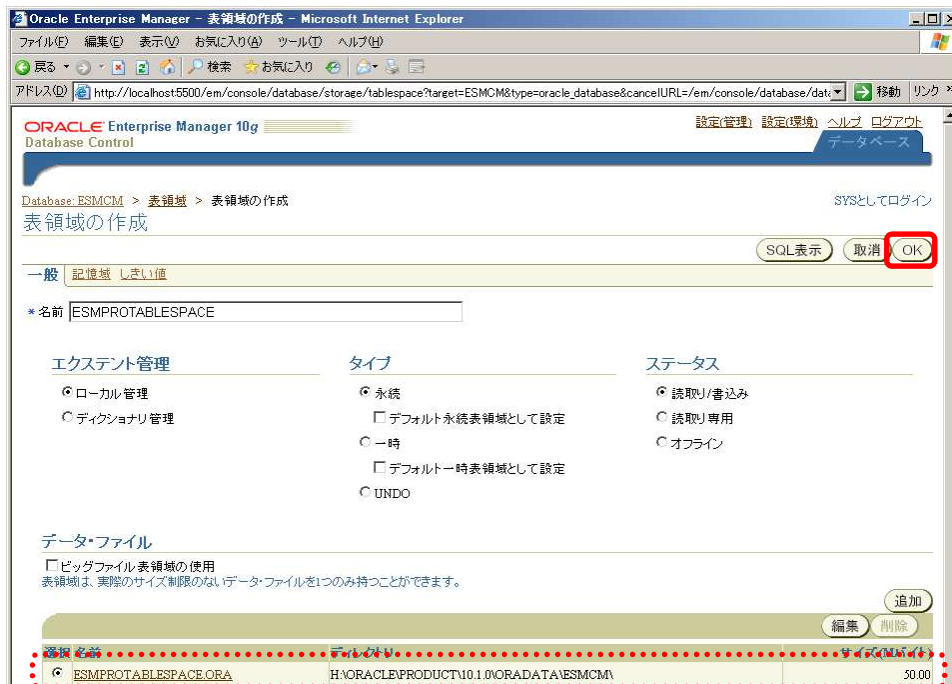 Oracle Enterprise Manager - 表領域の作成 - Microsoft Internet Explorer
ファイル(F) 編集(E) 表示(V) お気に入り(A) ツール(T) ヘルプ(H)
戻る 検索 お気に入り
アドレス(D) http://localhost:5500/em/console/database/storage/tablespace?target=ESMCM&type=oracle_database&cancelURL=/em/console/database/data 移動 リンク »
ORACLE Enterprise Manager 10g
Database Control
設定(管理) 設定(環境) ヘルプ ログアウト
データベース
Database: ESMCM > 表領域 > 表領域の作成 SYSとしてログイン
表領域の作成
SQL表示 取消 OK
一般 記憶域 しきい値
* 名前 ESMPROTABLESPACE
エクステント管理 タイプ ステータス
ローカル管理 永続 読取り/書込み
ディクショナリ管理 デフォルト永続表領域として設定 読取り専用
一時 オフライン
デフォルト一時表領域として設定
UNDO
データ・ファイル
ビッグファイル表領域の使用
表領域は、実際のサイズ制限のないデータ・ファイルを1つのみ持つことができます。
追加
編集 削除
選択 名前 ディレクトリ サイズ(Mバイト)
ESMPROTABLESPACE.ORA H:\ORACLE\PRODUCT\10.1.0\ORADATA\ESMCM\ 50.00